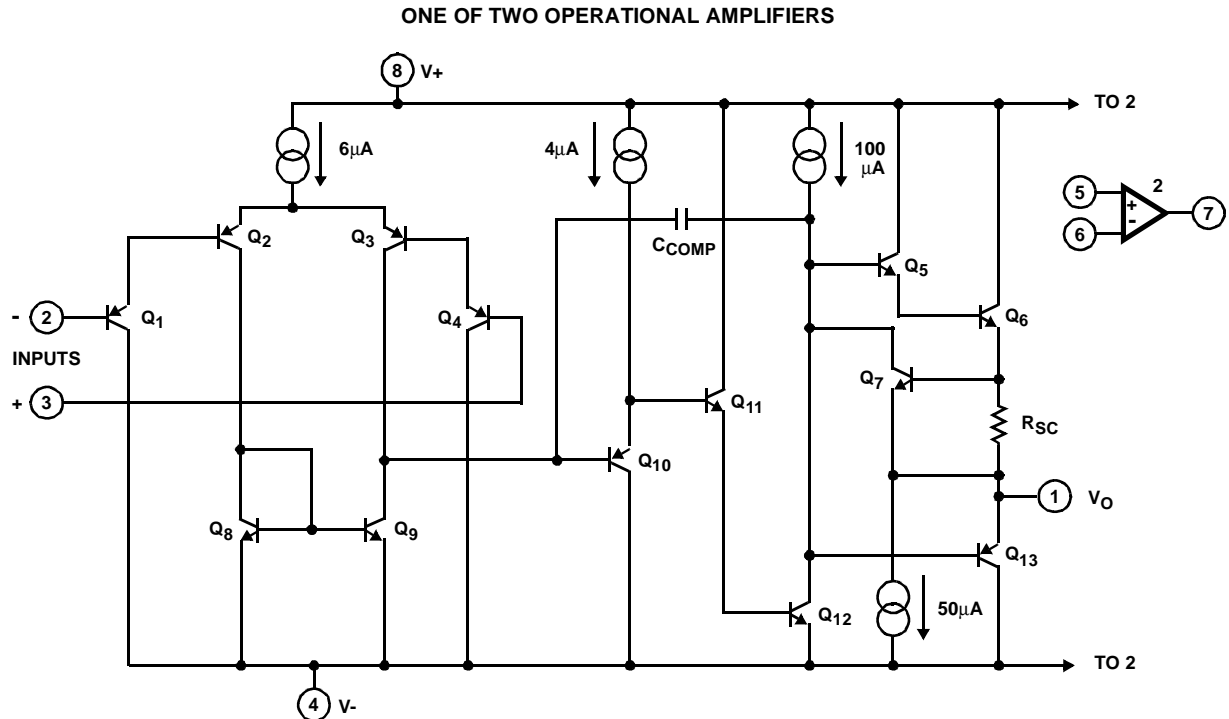 ONE OF TWO OPERATIONAL AMPLIFIERS
8 V+
TO 2
6μA
4μA
100
μA
5
6
+
-
2
7
Q2
Q3
CCOMP
Q5
- 2
Q1
Q4
Q6
INPUTS
+ 3
Q7
Q11
RSC
Q10
1 VO
Q8
Q9
Q13
Q12
50μA
TO 2
4 V-